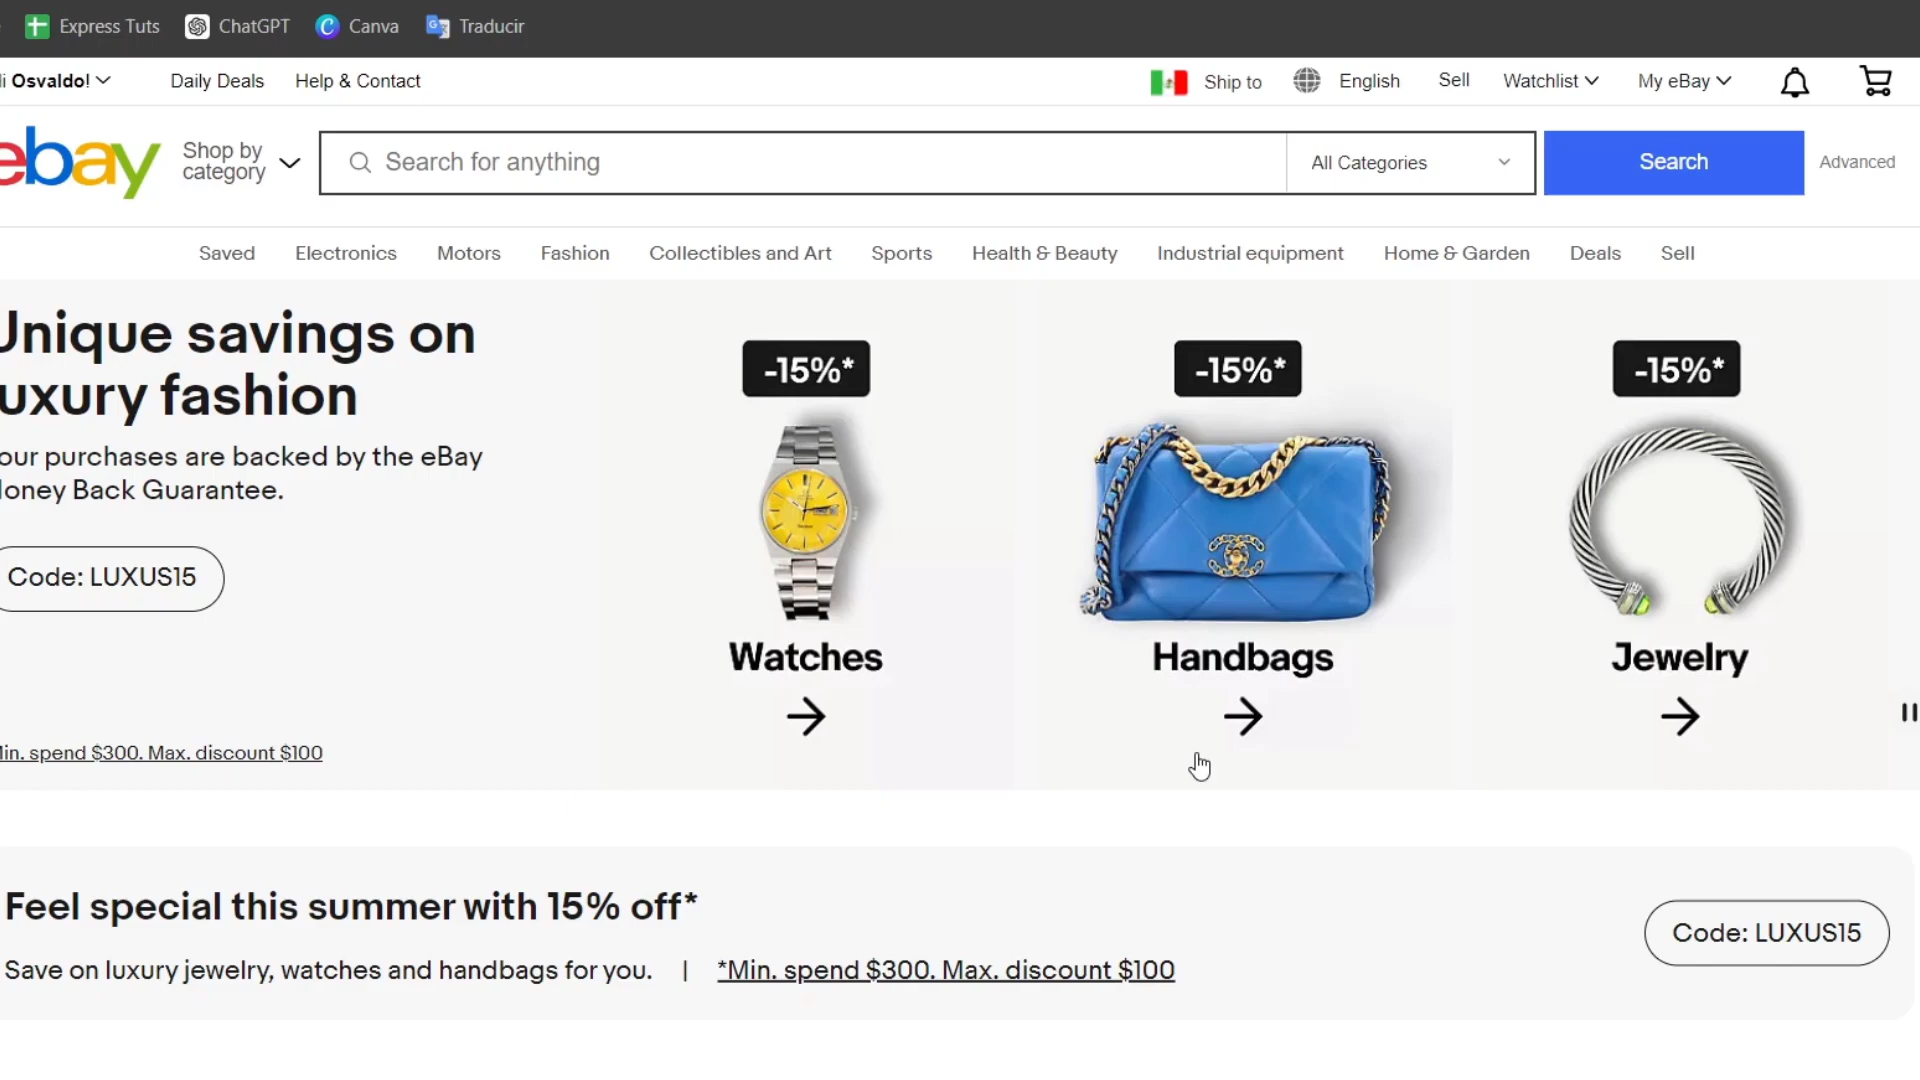 Express Tuts ChatGPT Canva Traducir
i Osvaldo! Daily Deals Help & Contact Ship to English Sell Watchlist My eBay
ebay Shop by category Search for anything All Categories Search Advanced
Saved Electronics Motors Fashion Collectibles and Art Sports Health & Beauty Industrial equipment Home & Garden Deals Sell
Unique savings on
uxury fashion
our purchases are backed by the eBay
oney Back Guarantee.
Code: LUXUS15
in. spend $300. Max. discount $100
-15%* -15%* -15%*
Watches Handbags Jewelry
Feel special this summer with 15% off*
Save on luxury jewelry, watches and handbags for you. | *Min. spend $300. Max. discount $100
Code: LUXUS15